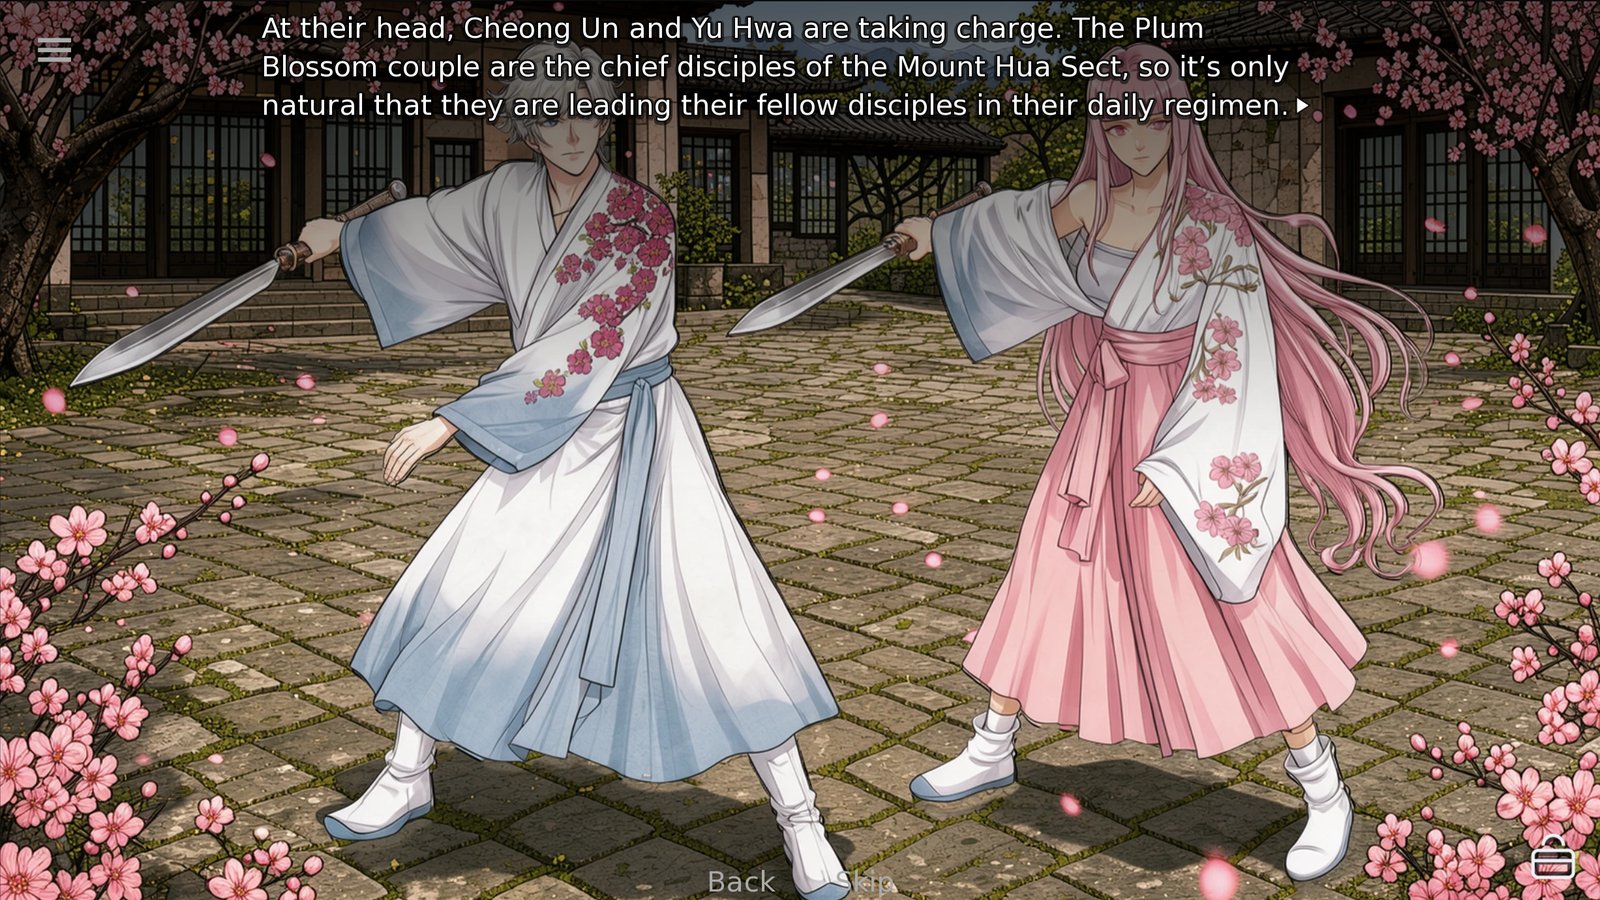 At their head, Cheong Un and Yu Hwa are taking charge. The Plum
Blossom couple are the chief disciples of the Mount Hua Sect, so it’s only
natural that they are leading their fellow disciples in their daily regimen.
Back Skip